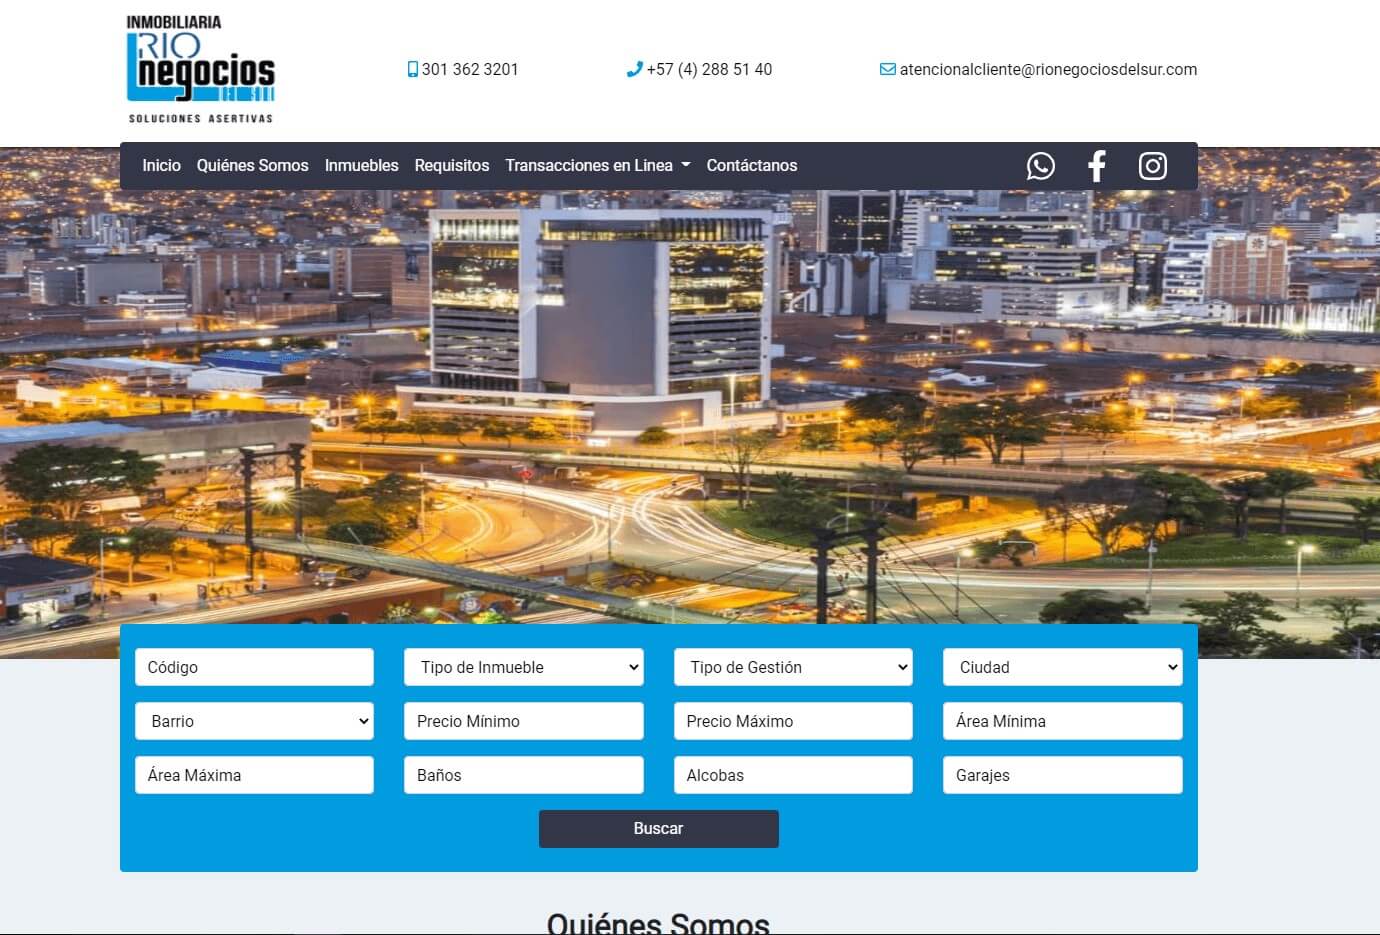 INMOBILIARIA
RIO
negocios
DEL SUR
SOLUCIONES ASERTIVAS
301 362 3201
+57 (4) 288 51 40
atencionalcliente@rionegociosdelsur.com
Inicio Quiénes Somos Inmuebles Requisitos Transacciones en Linea Contáctanos
Código Tipo de Inmueble Tipo de Gestión Ciudad
Barrio Precio Mínimo Precio Máximo Área Mínima
Área Máxima Baños Alcobas Garajes
Buscar
Quiénes Somos